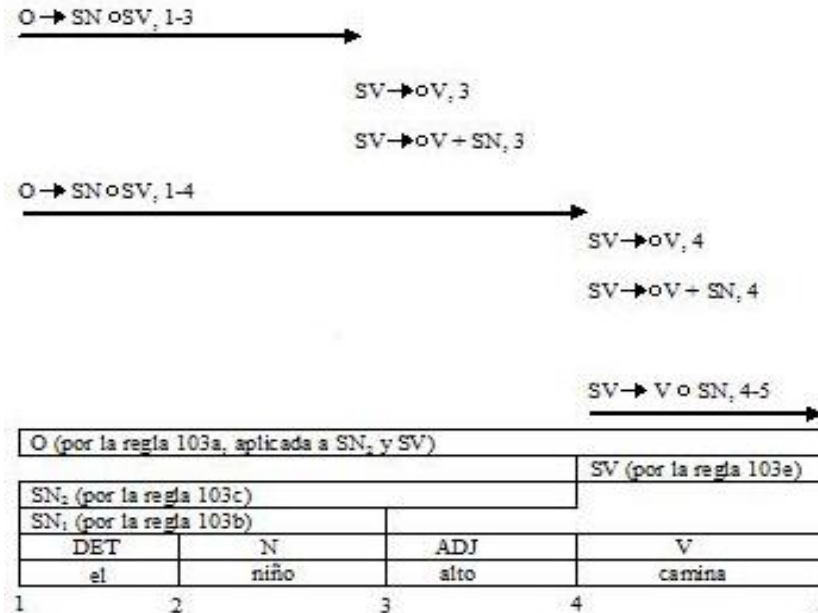 O → SN o SV, 1-3
SV → o V, 3
SV → o V + SN, 3
O → SN o SV, 1-4
SV → o V, 4
SV → o V + SN, 4
SV → V o SN, 4-5
O (por la regla 103a, aplicada a SN₂ y SV)
SV (por la regla 103e)
SN₂ (por la regla 103c)
SN₁ (por la regla 103b)
DET N ADJ V
el niño alto camina
1 2 3 4